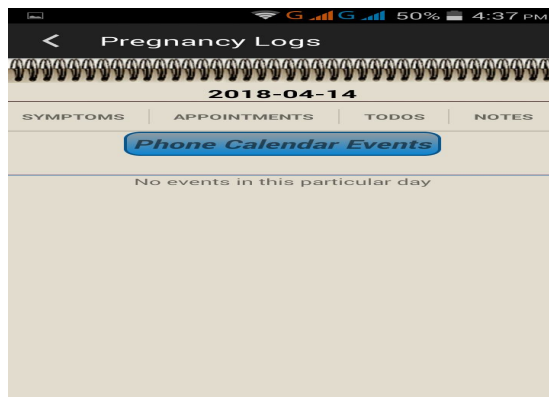 G G 50% 4:37 PM
< Pregnancy Logs
2018-04-14
SYMPTOMS APPOINTMENTS TODOS NOTES
Phone Calendar Events
No events in this particular day